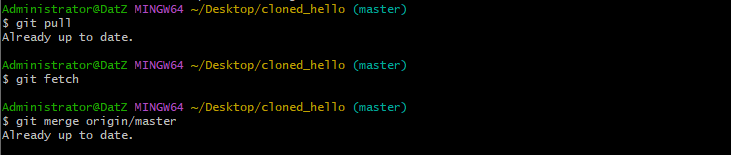 Administrator@DatZ MINGW64 ~/Desktop/cloned_hello (master)
$ git pull
Already up to date.
Administrator@DatZ MINGW64 ~/Desktop/cloned_hello (master)
$ git fetch
Administrator@DatZ MINGW64 ~/Desktop/cloned_hello (master)
$ git merge origin/master
Already up to date.